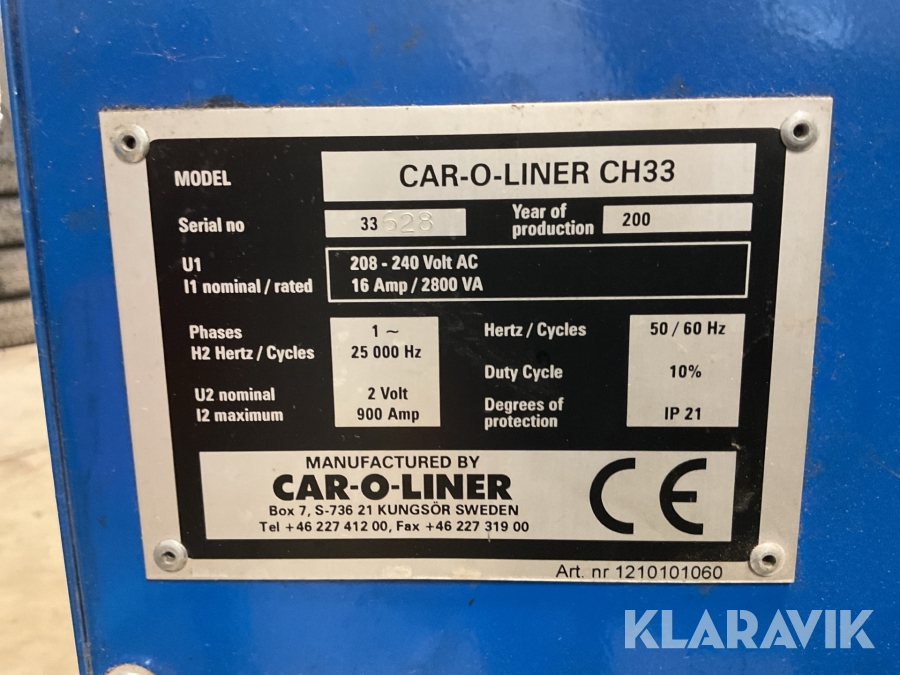 MODEL CAR-O-LINER CH33
Serial no 33628 Year of production 200
U1 208 - 240 Volt AC
I1 nominal / rated 16 Amp / 2800 VA
Phases 1 ~ Hertz / Cycles 50 / 60 Hz
H2 Hertz / Cycles 25 000 Hz
Duty Cycle 10%
U2 nominal 2 Volt
I2 maximum 900 Amp
Degrees of protection IP 21
MANUFACTURED BY
CAR-O-LINER
Box 7, S-736 21 KUNGSÖR SWEDEN
Tel +46 227 412 00, Fax +46 227 319 00
CE
Art. nr 1210101060
KLARAVIK